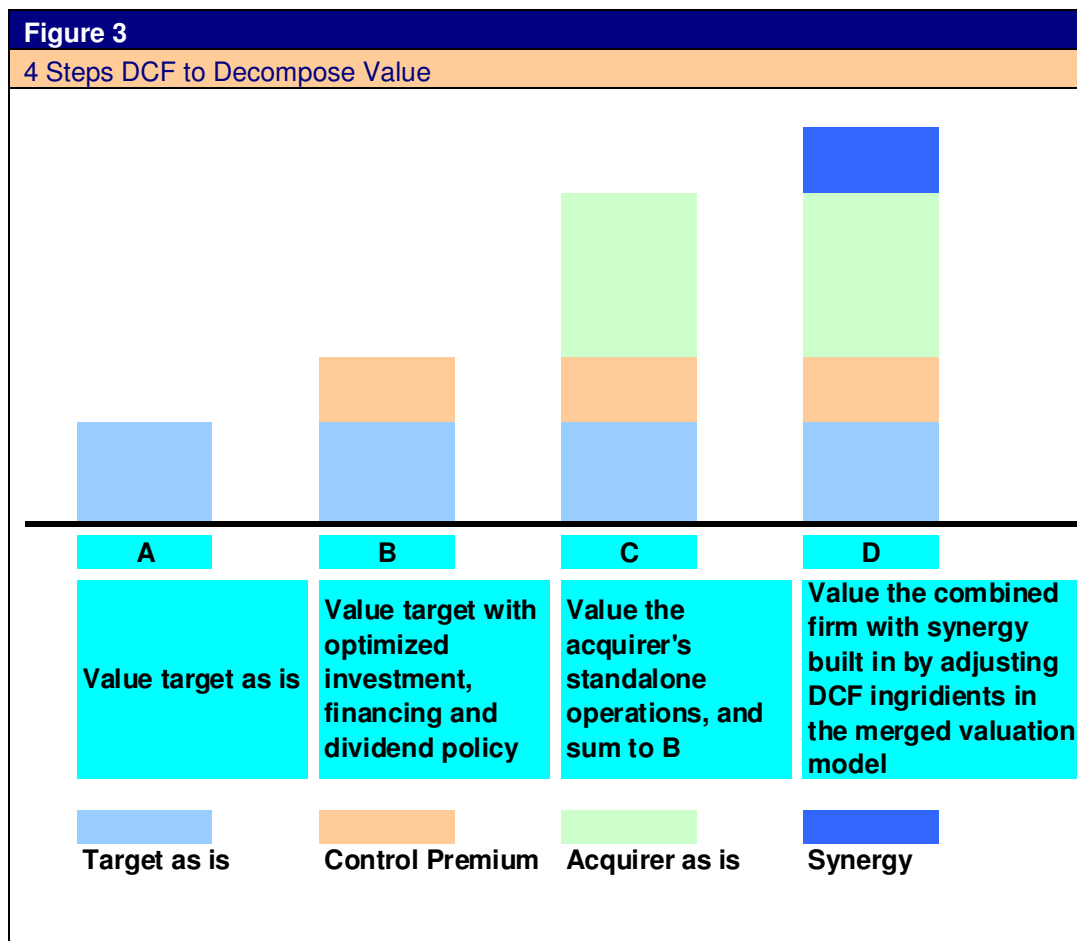 Figure 3
4 Steps DCF to Decompose Value
A
B
C
D
Value target as is
Value target with
optimized
investment,
financing and
dividend policy
Value the
acquirer's
standalone
operations, and
sum to B
Value the combined
firm with synergy
built in by adjusting
DCF ingridients in
the merged valuation
model
Target as is
Control Premium
Acquirer as is
Synergy